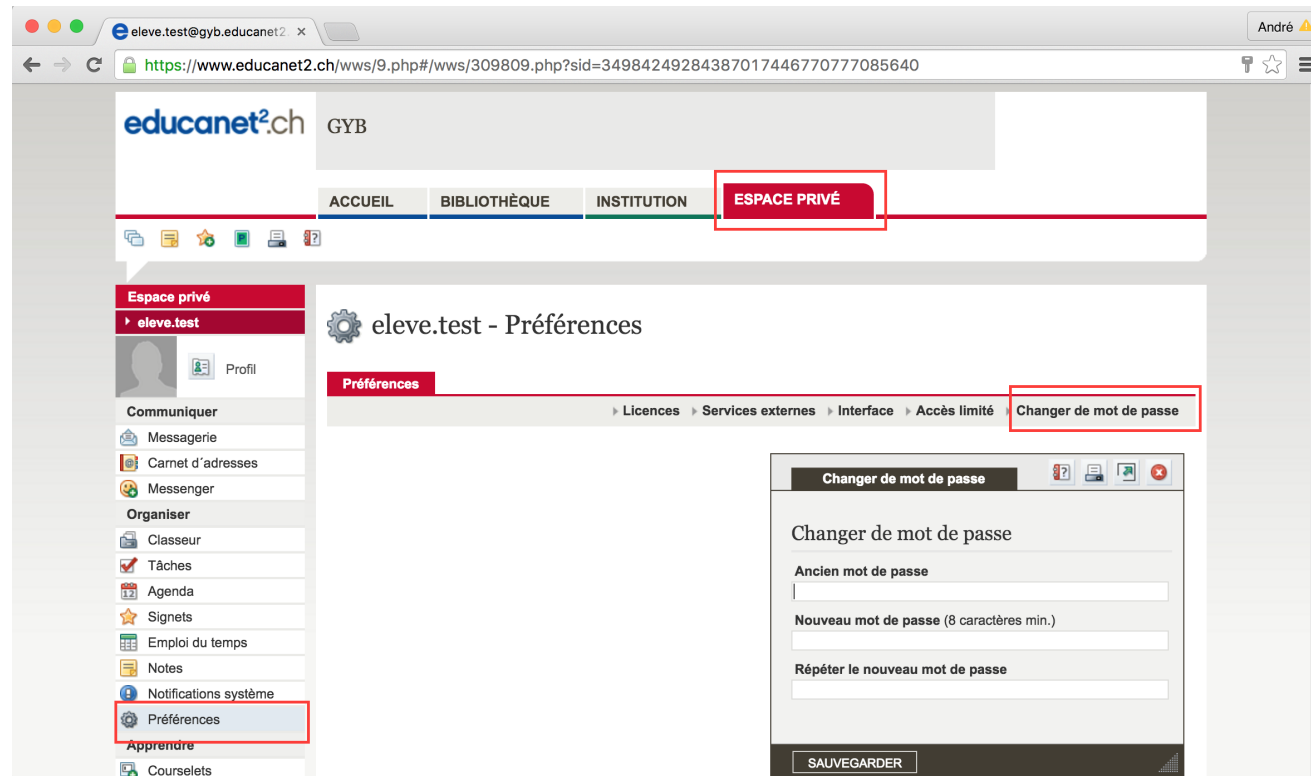 eleve.test@gyb.educanet2.
André
https://www.educanet2.ch/wws/9.php#/wws/309809.php?sid=34984249284387017446770777085640
educanet².ch GYB
ACCUEIL BIBLIOTHÈQUE INSTITUTION ESPACE PRIVÉ
Espace privé
eleve.test
Profil
Communiquer
Messagerie
Carnet d´adresses
Messenger
Organiser
Classeur
Tâches
Agenda
Signets
Emploi du temps
Notes
Notifications système
Préférences
Apprendre
Courselets
eleve.test - Préférences
Préférences
Licences Services externes Interface Accès limité Changer de mot de passe
Changer de mot de passe
Changer de mot de passe
Ancien mot de passe
Nouveau mot de passe (8 caractères min.)
Répéter le nouveau mot de passe
SAUVEGARDER